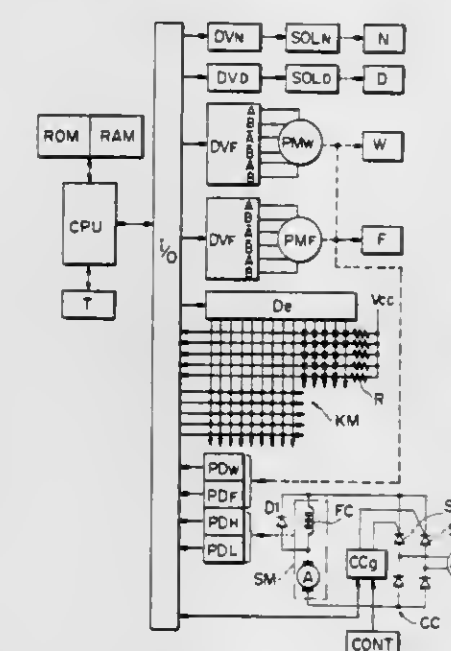 DVN SOLN N
DVD SOLD D
ROM RAM
CPU
T
I/O
DVF A B A B PMW W
DVF A B A B PMF F
De
Vcc
R
KM
PDW
PDF
PDH
PDL
D1
FC
SM
A
CCg
CC
CONT
S
S